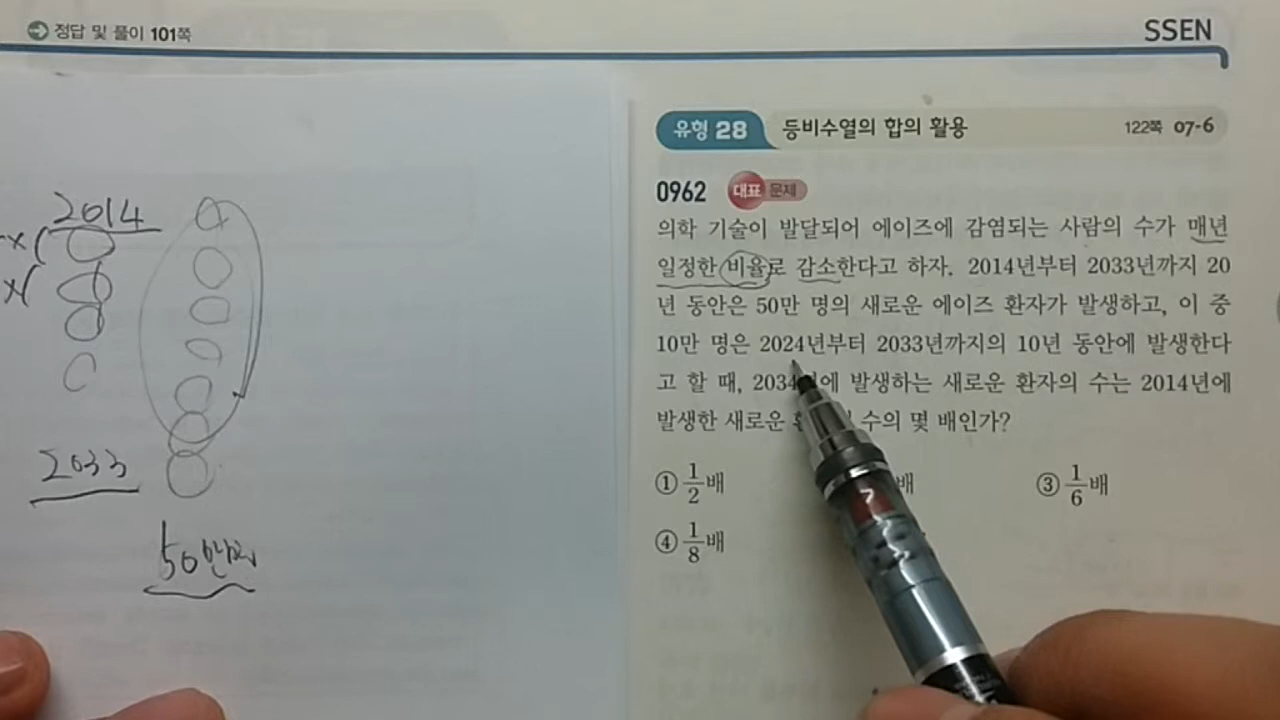 정답 및 풀이 101쪽
SSEN
유형 28 등비수열의 합의 활용 122쪽 07-6
0962 대표 문제
의학 기술이 발달되어 에이즈에 감염되는 사람의 수가 매년
일정한 비율로 감소한다고 하자. 2014년부터 2033년까지 20
년 동안은 50만 명의 새로운 에이즈 환자가 발생하고, 이 중
10만 명은 2024년부터 2033년까지의 10년 동안에 발생한다
고 할 때, 2034년에 발생하는 새로운 환자의 수는 2014년에
발생한 새로운 수의 몇 배인가?
① 1/2배 배 ③ 1/6배
④ 1/8배
2014
2033
50만명